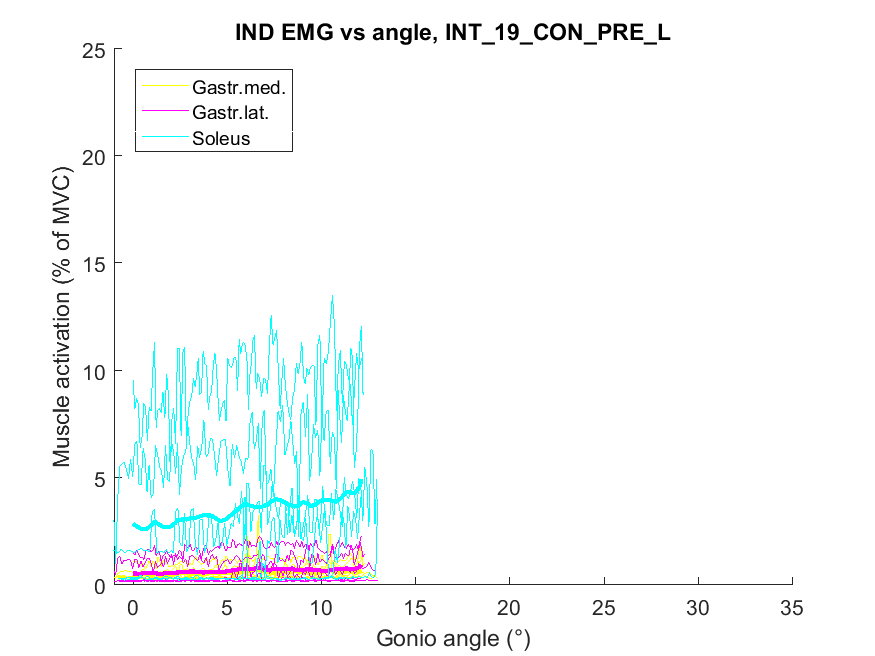 IND EMG vs angle, INT_19_CON_PRE_L
25
Gastr.med.
Gastr.lat.
Soleus
20
15
10
5
0
Muscle activation (% of MVC)
0 5 10 15 20 25 30 35
Gonio angle (°)